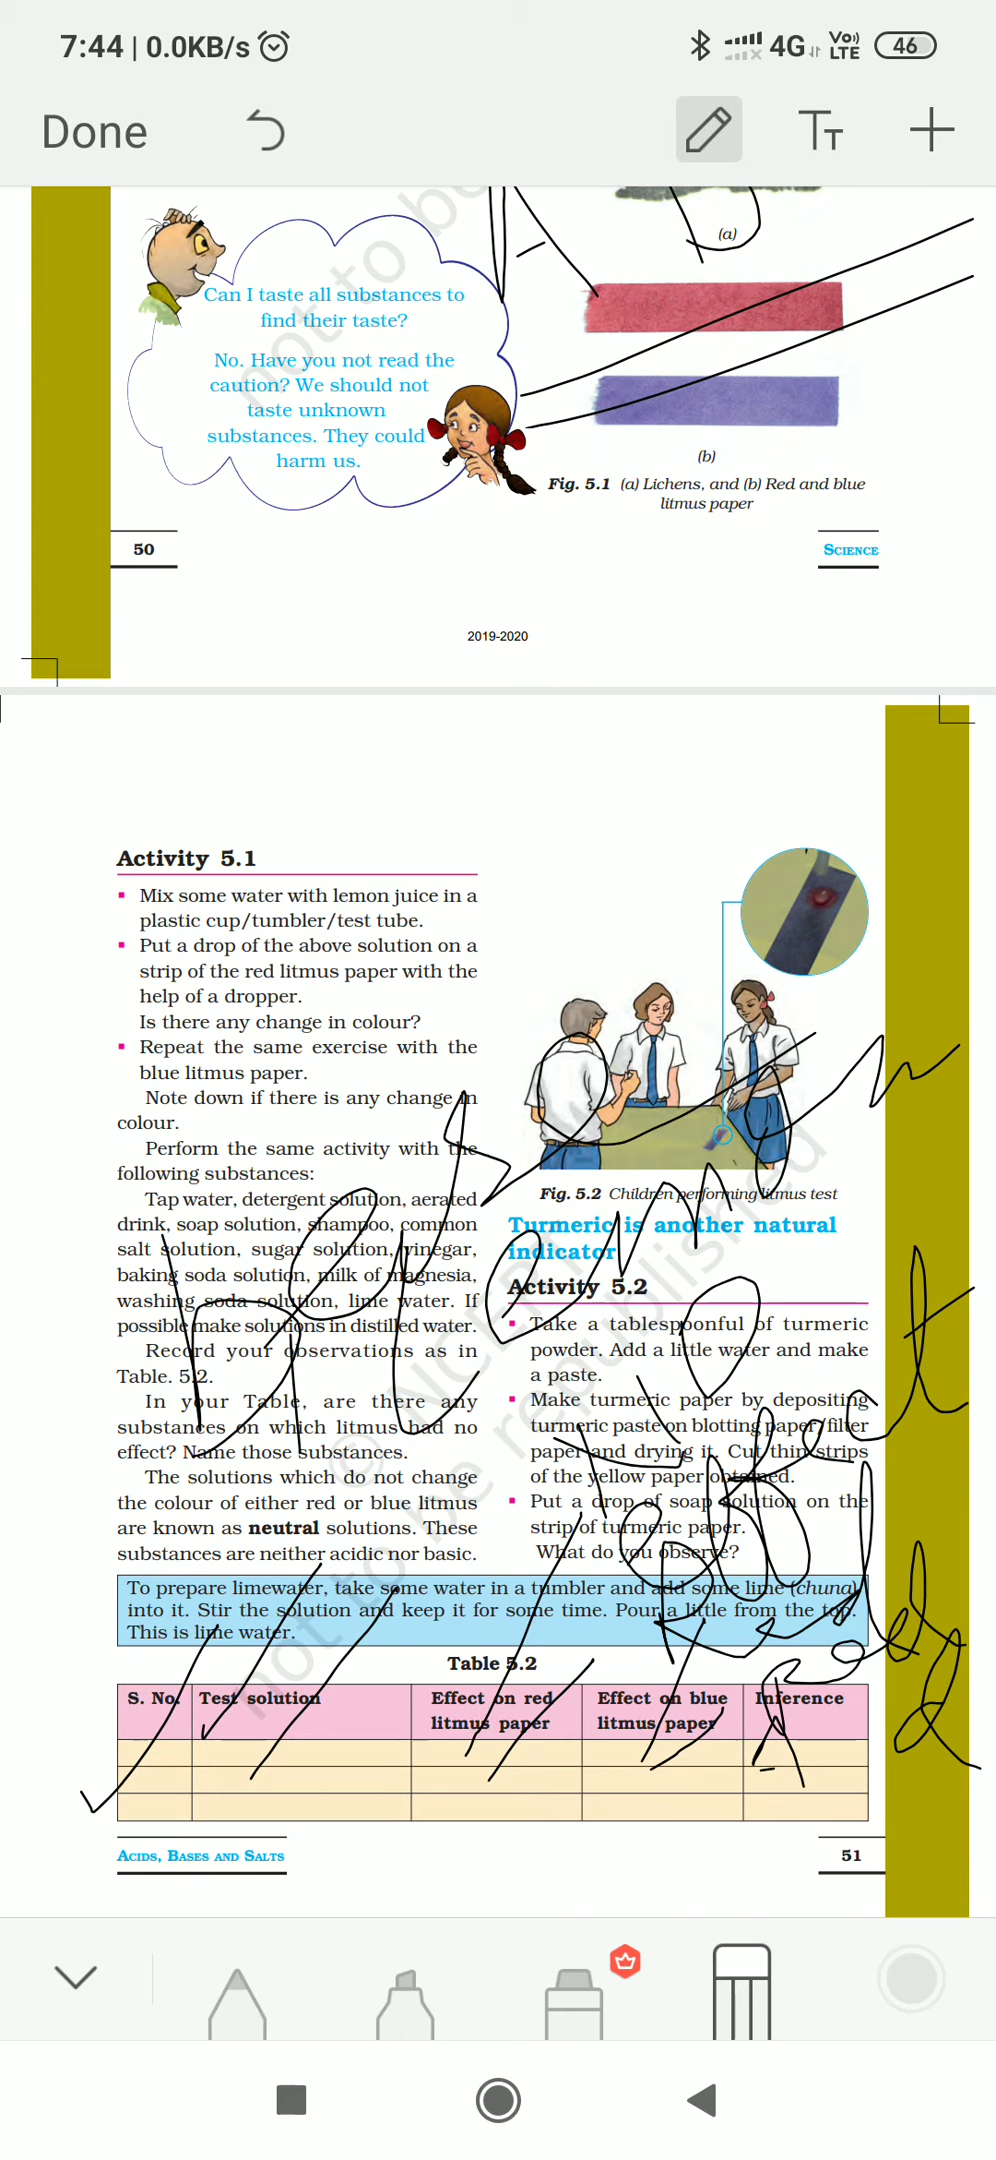 7:44 | 0.0KB/s
4G
Vo))
LTE
46
Done
TT
(a)
Can I taste all substances to
find their taste?
No. Have you not read the
caution? We should not
taste unknown
substances. They could
harm us.
(b)
Fig. 5.1 (a) Lichens, and (b) Red and blue
litmus paper
50
SCIENCE
2019-2020
Activity 5.1
▪ Mix some water with lemon juice in a
plastic cup/tumbler/test tube.
▪ Put a drop of the above solution on a
strip of the red litmus paper with the
help of a dropper.
Is there any change in colour?
▪ Repeat the same exercise with the
blue litmus paper.
Note down if there is any change in
colour.
Perform the same activity with the
following substances:
Tap water, detergent solution, aerated
drink, soap solution, shampoo, common
salt solution, sugar solution, vinegar,
baking soda solution, milk of magnesia,
washing soda solution, lime water. If
possible make solutions in distilled water.
Record your observations as in
Table. 5.2.
In your Table, are there any
substances on which litmus had no
effect? Name those substances.
The solutions which do not change
the colour of either red or blue litmus
are known as neutral solutions. These
substances are neither acidic nor basic.
Fig. 5.2 Children performing litmus test
Turmeric is another natural
indicator
Activity 5.2
▪ Take a tablespoonful of turmeric
powder. Add a little water and make
a paste.
▪ Make turmeric paper by depositing
turmeric paste on blotting paper/filter
paper and drying it. Cut thin strips
of the yellow paper obtained.
▪ Put a drop of soap solution on the
strip of turmeric paper.
What do you observe?
To prepare limewater, take some water in a tumbler and add some lime (chuna)
into it. Stir the solution and keep it for some time. Pour a little from the top.
This is lime water.
Table 5.2
S. No. Test solution Effect on red litmus paper Effect on blue litmus paper Inference
ACIDS, BASES AND SALTS
51
© NCERT
not to be republished